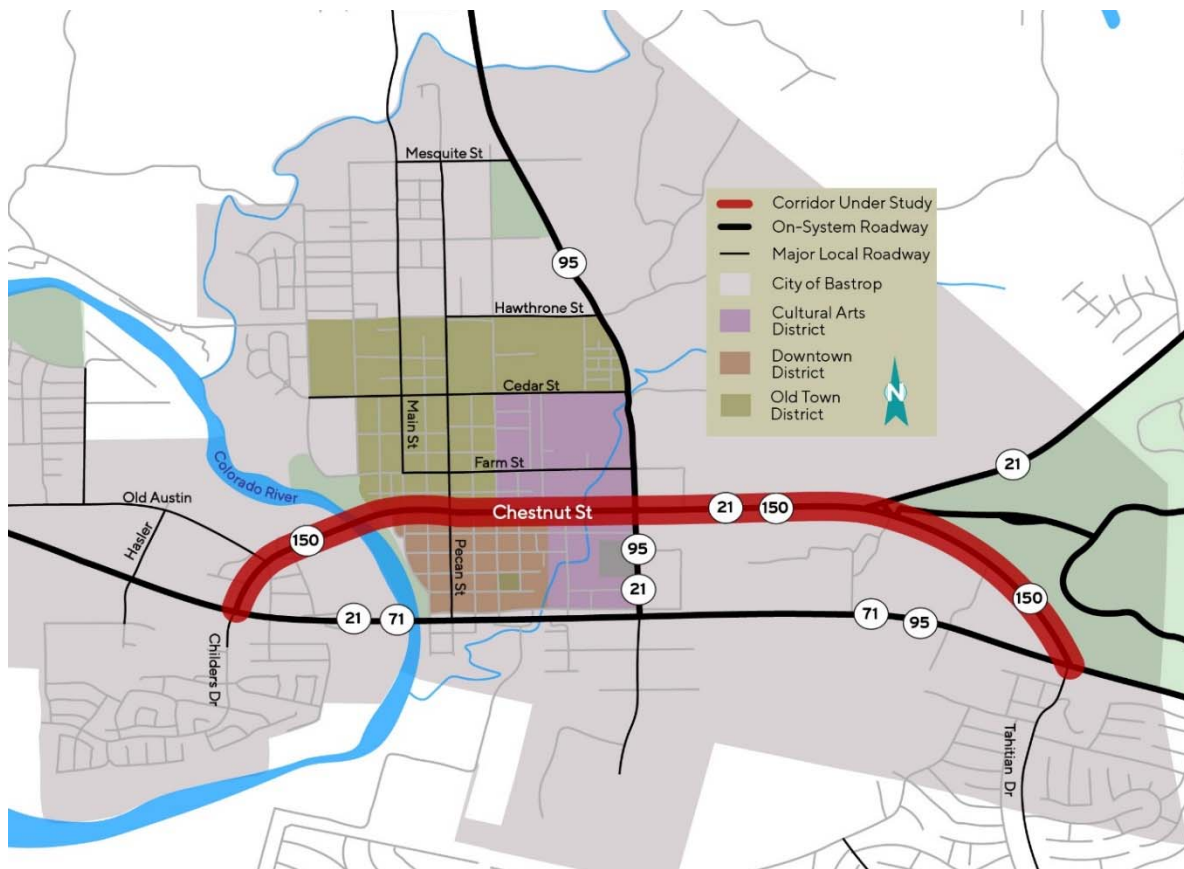 Mesquite St
95
Hawthrone St
Cedar St
Main St
Farm St
Colorado River
Old Austin
Hasler
150
Chestnut St
21
150
21
Pecan St
95
21
150
21
71
71
95
Childers Dr
Tahitian Dr
Corridor Under Study
On-System Roadway
Major Local Roadway
City of Bastrop
Cultural Arts
District
Downtown
District
Old Town
District
N